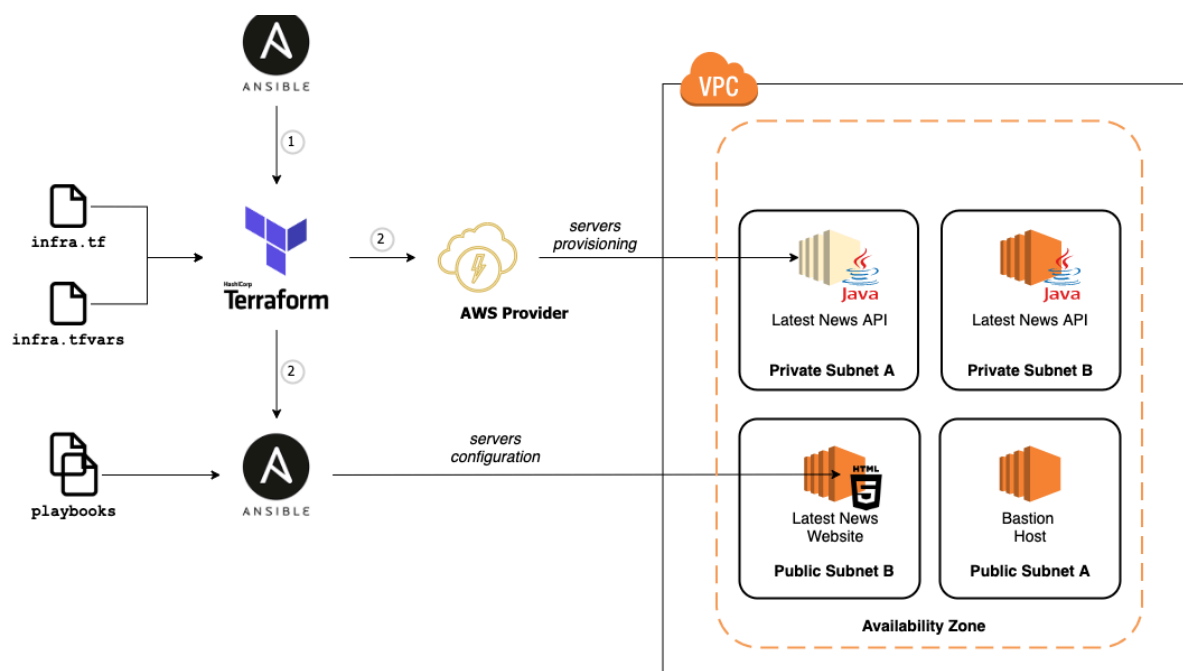 ANSIBLE
VPC
1
infra.tf
infra.tfvars
HashiCorp
Terraform
2
AWS Provider
servers
provisioning
Java
Latest News API
Private Subnet A
Java
Latest News API
Private Subnet B
2
playbooks
ANSIBLE
servers
configuration
HTML
5
Latest News
Website
Public Subnet B
Bastion
Host
Public Subnet A
Availability Zone